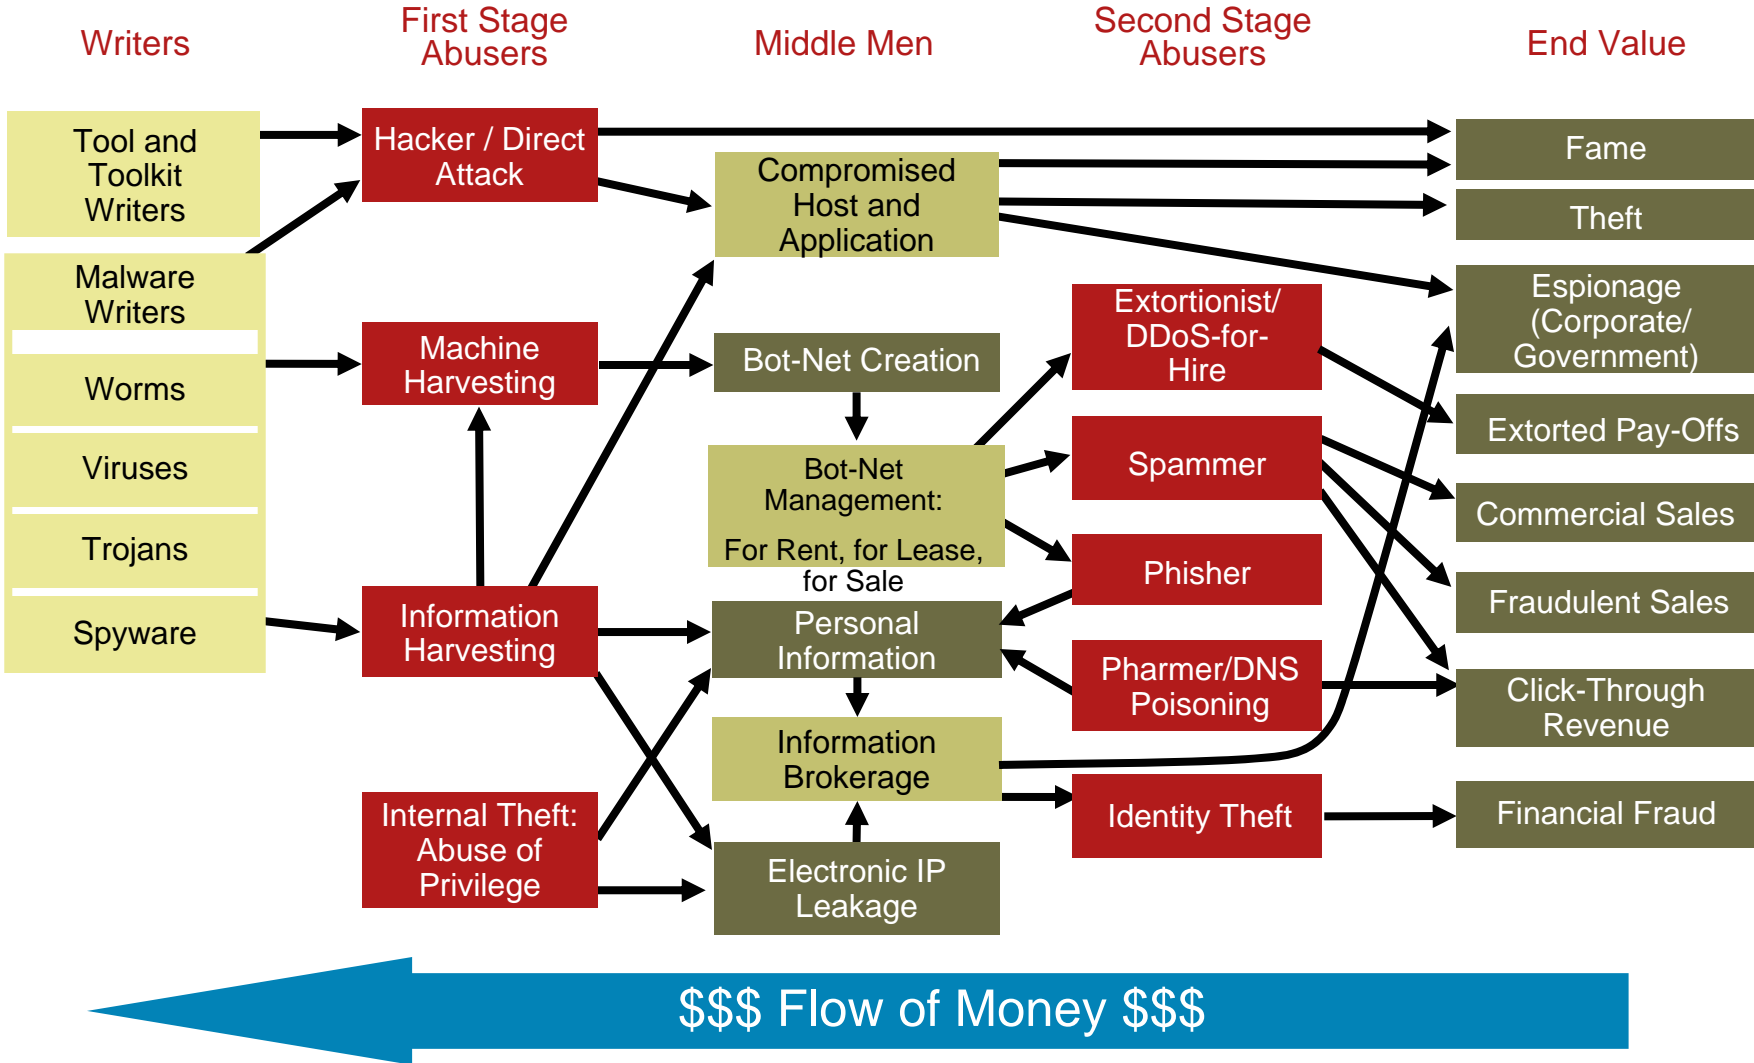 Writers
First Stage
Abusers
Middle Men
Second Stage
Abusers
End Value
Tool and
Toolkit
Writers
Malware
Writers
Worms
Viruses
Trojans
Spyware
Hacker / Direct
Attack
Machine
Harvesting
Information
Harvesting
Internal Theft:
Abuse of
Privilege
Compromised
Host and
Application
Bot-Net Creation
Bot-Net
Management:
For Rent, for Lease,
for Sale
Personal
Information
Information
Brokerage
Electronic IP
Leakage
Extortionist/
DDoS-for-
Hire
Spammer
Phisher
Pharmer/DNS
Poisoning
Identity Theft
Fame
Theft
Espionage
(Corporate/
Government)
Extorted Pay-Offs
Commercial Sales
Fraudulent Sales
Click-Through
Revenue
Financial Fraud
$$$ Flow of Money $$$